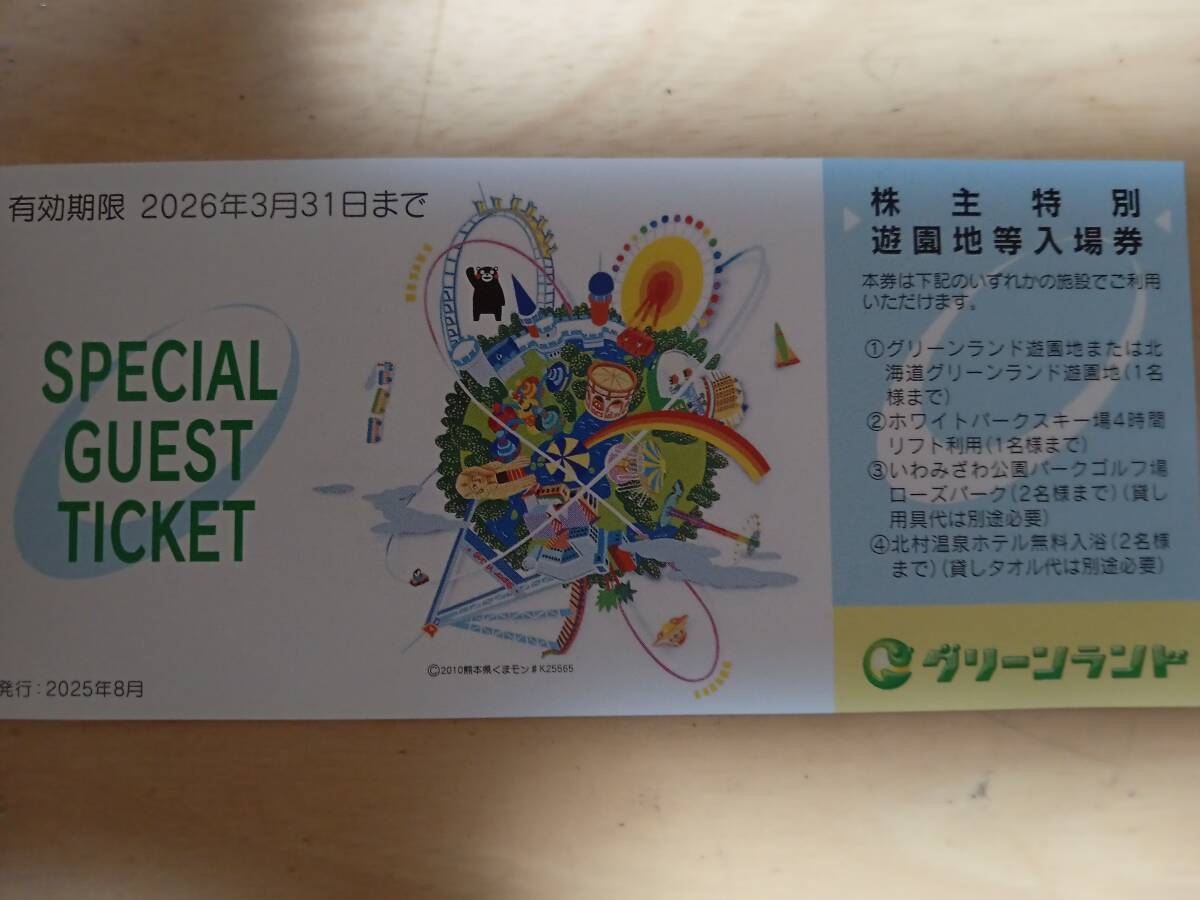 有効期限 2026年3月31日まで
SPECIAL
GUEST
TICKET
発行：2025年8月
©2010熊本県くまモン＃K25565
株主特別
遊園地等入場券
本券は下記のいずれかの施設でご利用
いただけます。
①グリーンランド遊園地または北
海道グリーンランド遊園地(1名
様まで)
②ホワイトパークスキー場4時間
リフト利用(1名様まで)
③いわみざわ公園パークゴルフ場
ローズパーク(2名様まで)(貸し
用具代は別途必要)
④北村温泉ホテル無料入浴(2名様
まで)(貸しタオル代は別途必要)
グリーンランド